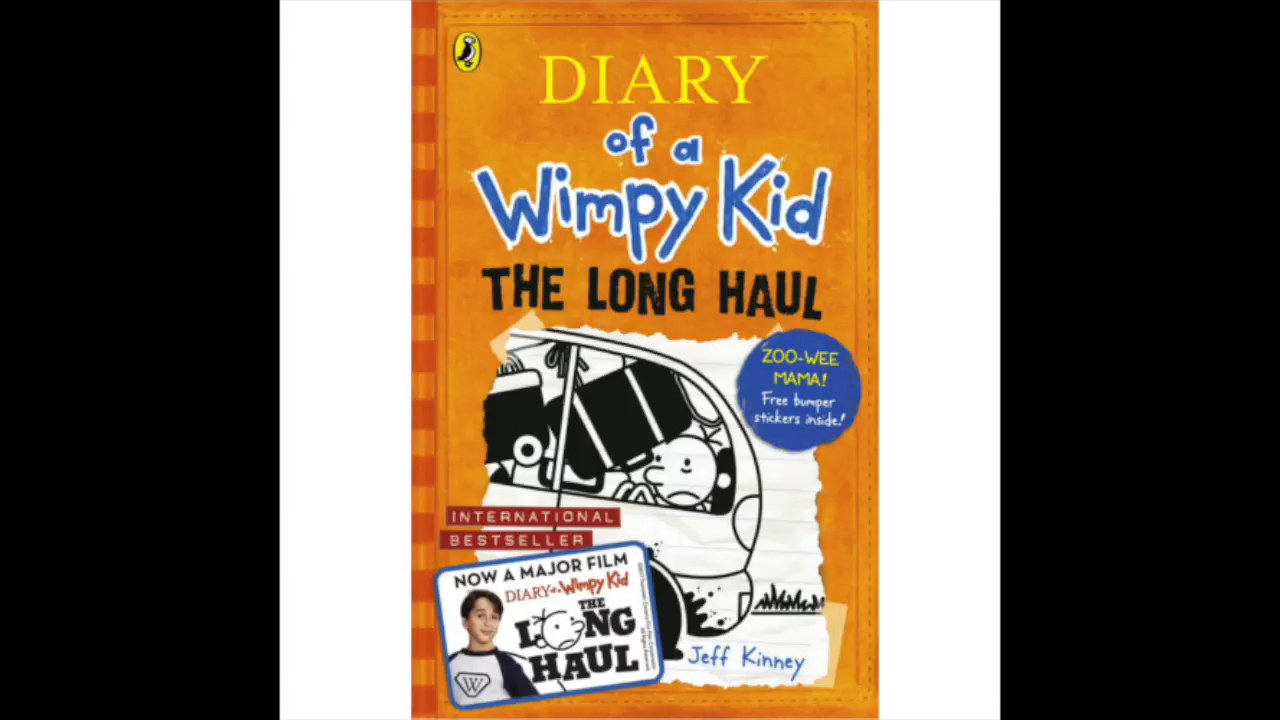 DIARY
of a
Wimpy Kid
THE LONG HAUL
ZOO-WEE
MAMA!
Free bumper
stickers inside!
INTERNATIONAL
BESTSELLER
NOW A MAJOR FILM
DIARY of a Wimpy Kid
THE
LONG
HAUL
W
Jeff Kinney